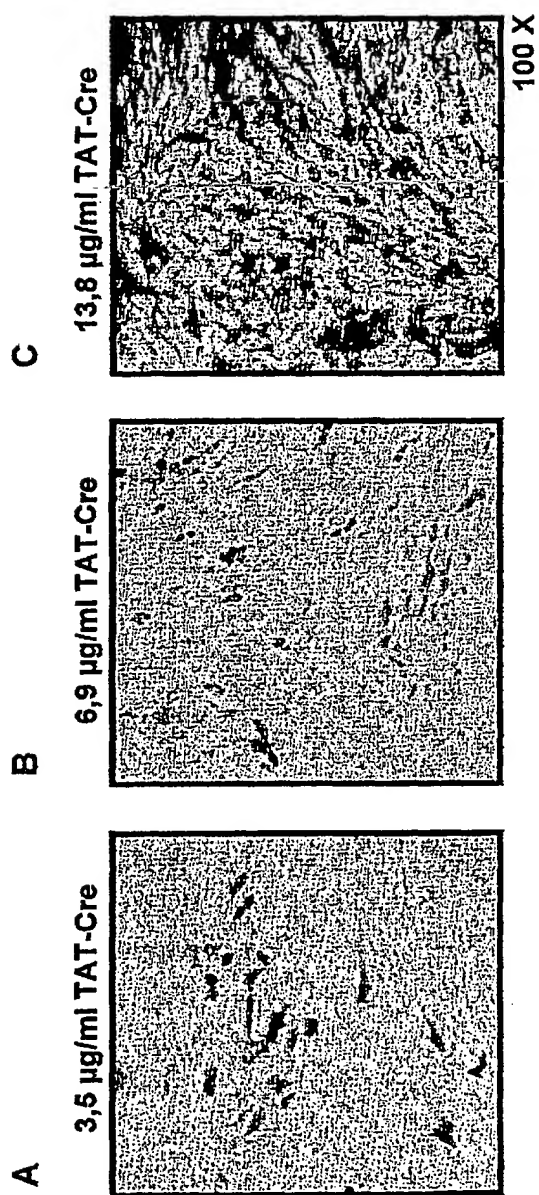 A
3,5 µg/ml TAT-Cre
B
6,9 µg/ml TAT-Cre
C
13,8 µg/ml TAT-Cre
100 X